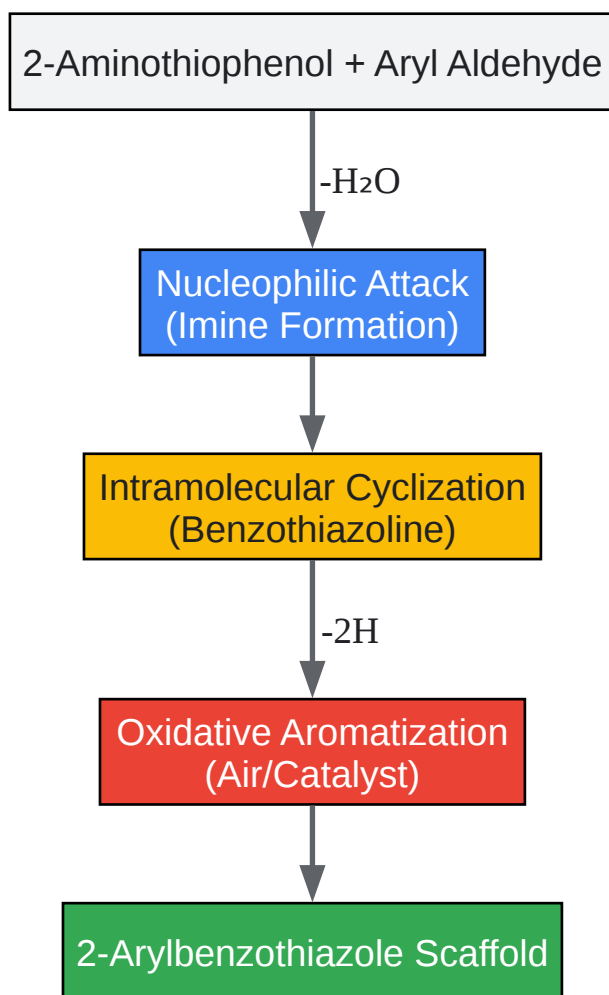 2-Aminothiophenol + Aryl Aldehyde
-H₂O
Nucleophilic Attack
(Imine Formation)
Intramolecular Cyclization
(Benzothiazoline)
-2H
Oxidative Aromatization
(Air/Catalyst)
2-Arylbenzothiazole Scaffold